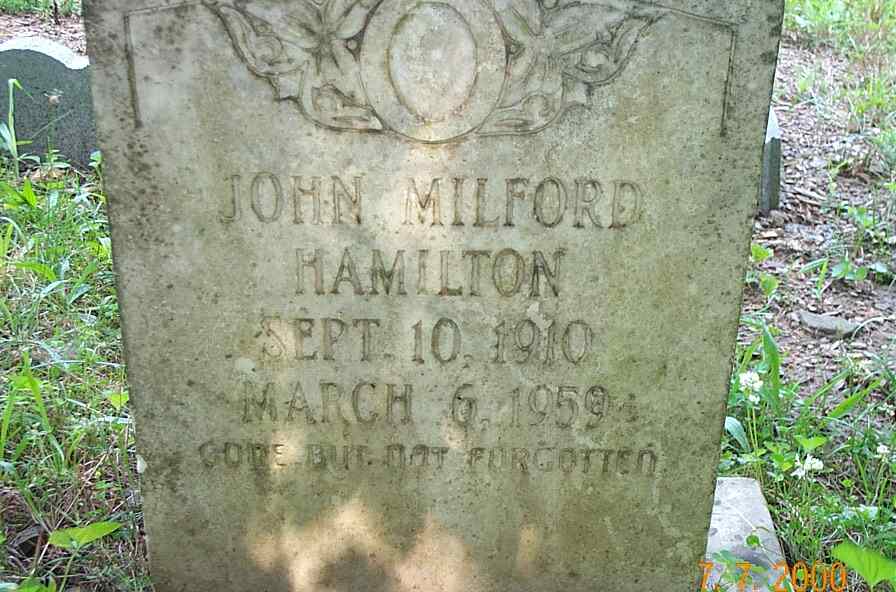 JOHN MILFORD
HAMILTON
SEPT. 10, 1910
MARCH 6, 1959
GONE BUT NOT FORGOTTEN
7. 7. 2000